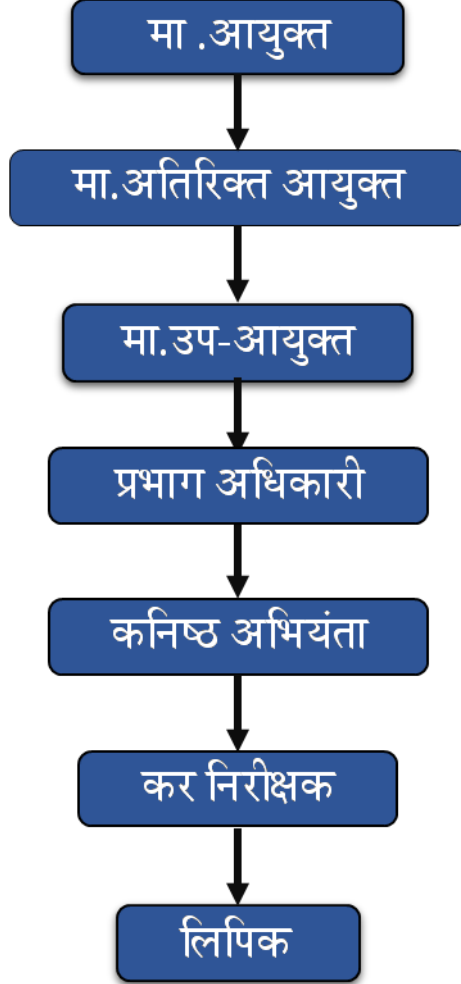 मा .आयुक्त
मा.अतिरिक्त आयुक्त
मा.उप-आयुक्त
प्रभाग अधिकारी
कनिष्ठ अभियंता
कर निरीक्षक
लिपिक